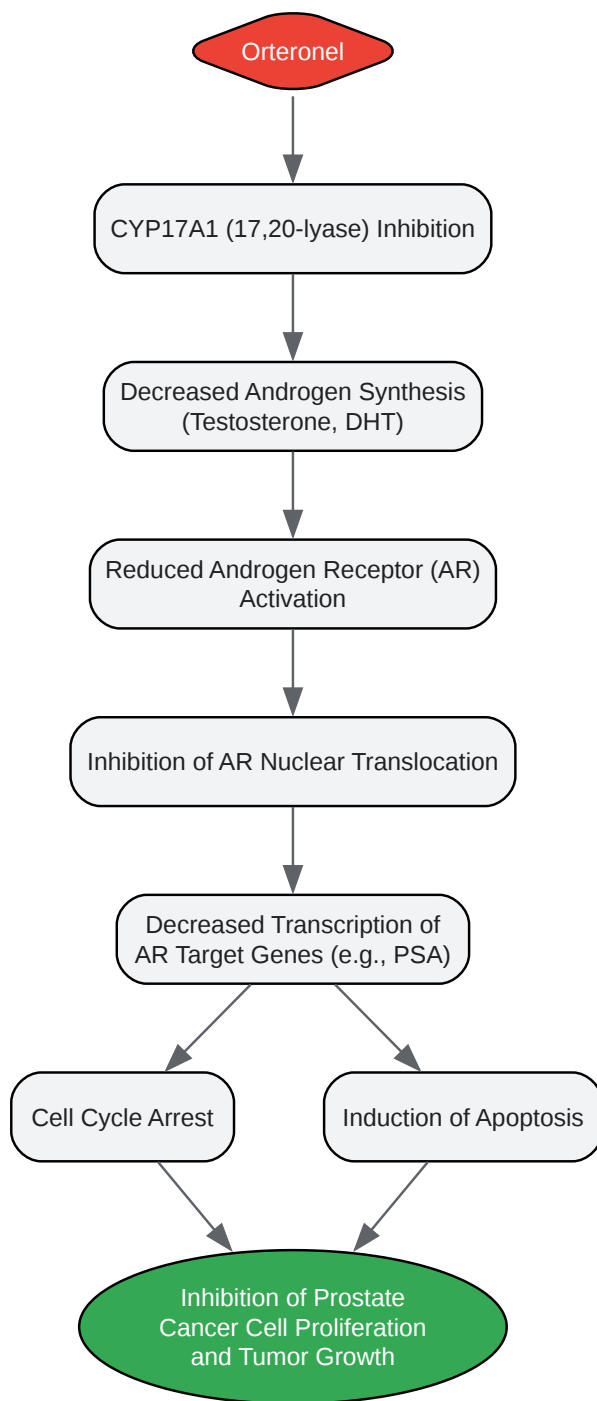 Orteronel
CYP17A1 (17,20-lyase) Inhibition
Decreased Androgen Synthesis
(Testosterone, DHT)
Reduced Androgen Receptor (AR)
Activation
Inhibition of AR Nuclear Translocation
Decreased Transcription of
AR Target Genes (e.g., PSA)
Cell Cycle Arrest
Induction of Apoptosis
Inhibition of Prostate
Cancer Cell Proliferation
and Tumor Growth